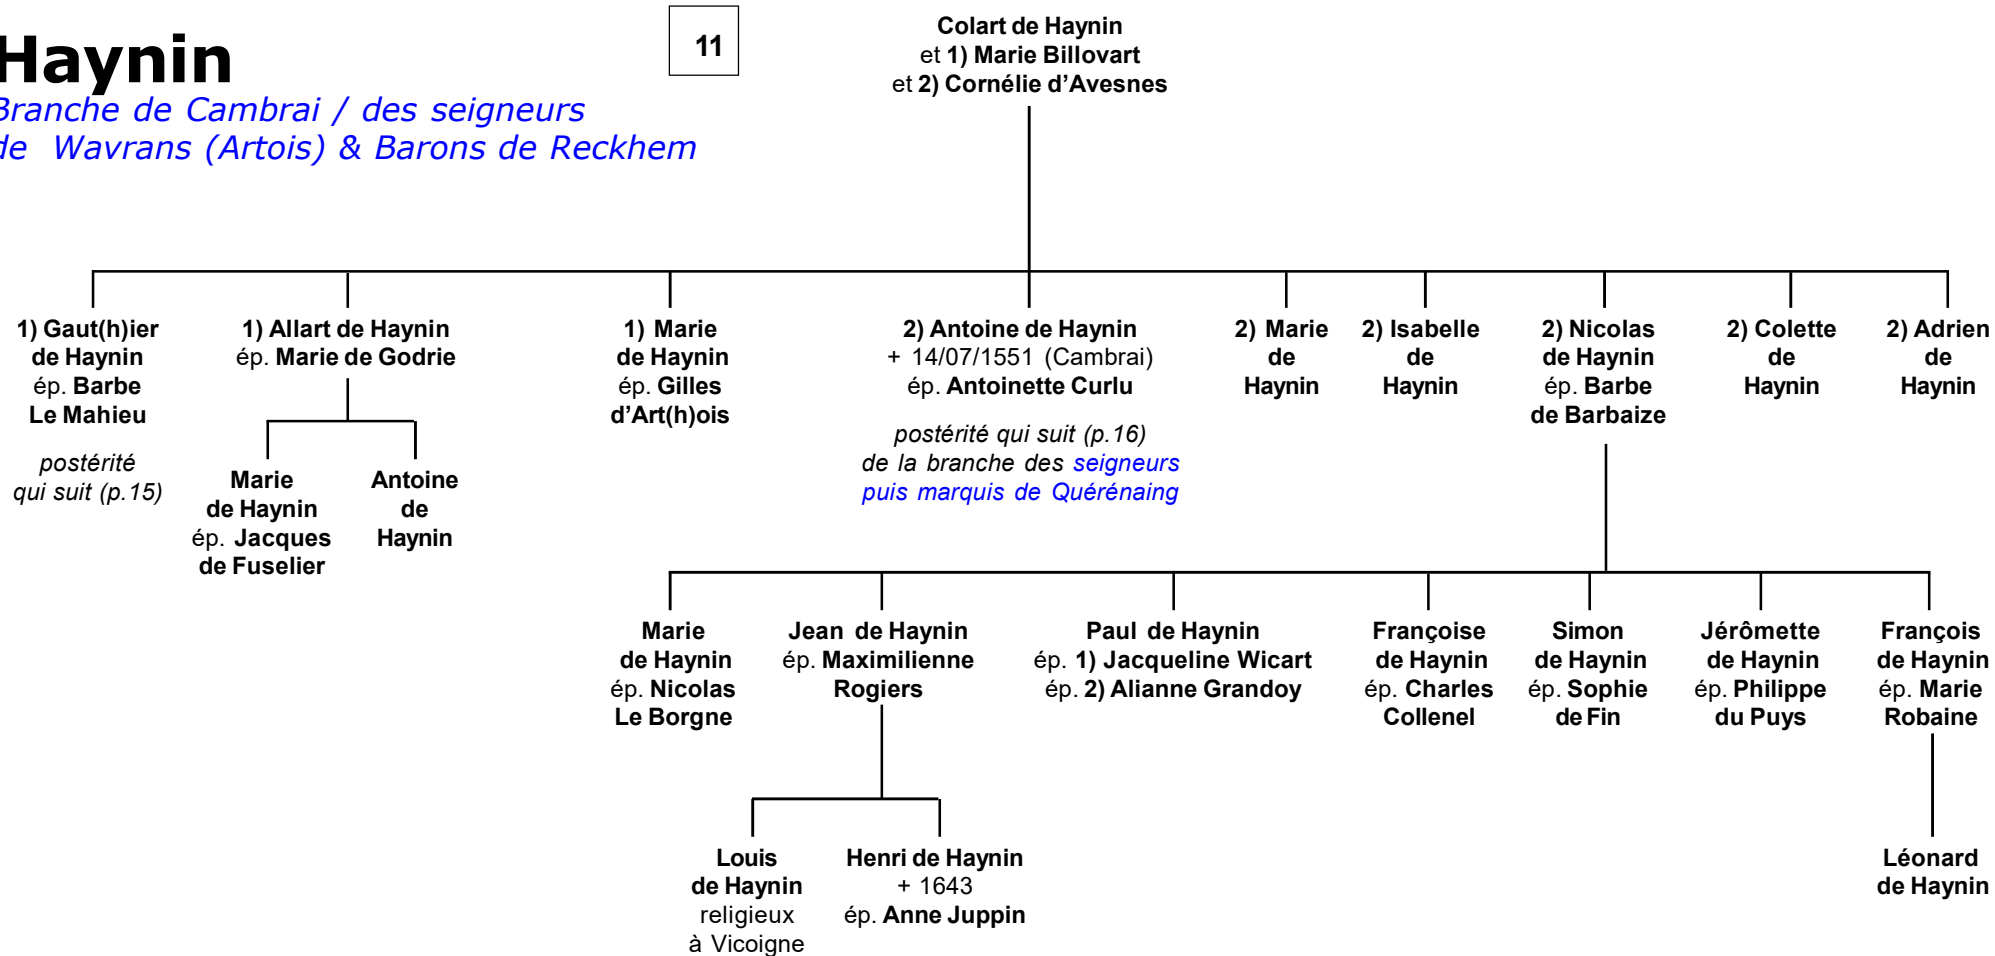 Haynin
Branche de Cambrai / des seigneurs
de Wavrans (Artois) & Barons de Reckhem
11
Colart de Haynin
et 1) Marie Billovart
et 2) Cornélie d'Avesnes
1) Gaut(h)ier
de Haynin
ép. Barbe
Le Mahieu
postérité
qui suit (p.15)
1) Allart de Haynin
ép. Marie de Godrie
Marie
de Haynin
ép. Jacques
de Fuselier
Antoine
de
Haynin
1) Marie
de Haynin
ép. Gilles
d'Art(h)ois
2) Antoine de Haynin
+ 14/07/1551 (Cambrai)
ép. Antoinette Curlu
postérité qui suit (p.16)
de la branche des seigneurs
puis marquis de Quérénaing
2) Marie
de
Haynin
2) Isabelle
de
Haynin
2) Nicolas
de Haynin
ép. Barbe
de Barbaize
2) Colette
de
Haynin
2) Adrien
de
Haynin
Marie
de Haynin
ép. Nicolas
Le Borgne
Jean de Haynin
ép. Maximilienne
Rogiers
Paul de Haynin
ép. 1) Jacqueline Wicart
ép. 2) Alianne Grandoy
Françoise
de Haynin
ép. Charles
Collenel
Simon
de Haynin
ép. Sophie
de Fin
Jérômette
de Haynin
ép. Philippe
du Puys
François
de Haynin
ép. Marie
Robaine
Louis
de Haynin
religieux
à Vicoigne
Henri de Haynin
+ 1643
ép. Anne Juppin
Léonard
de Haynin